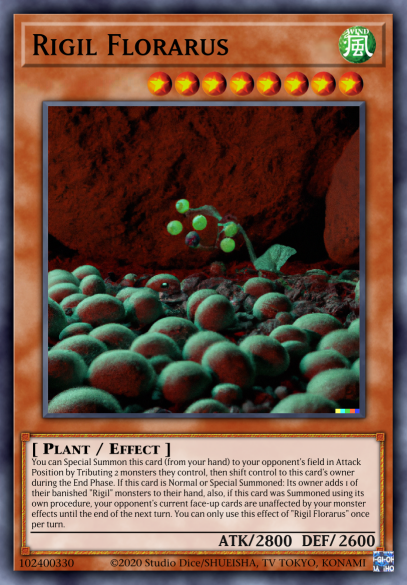 Rigil Florarus
WIND
風
[ Plant / Effect ]
You can Special Summon this card (from your hand) to your opponent's field in Attack
Position by Tributing 2 monsters they control, then shift control to this card's owner
during the End Phase. If this card is Normal or Special Summoned: Its owner adds 1 of
their banished "Rigil" monsters to their hand, also, if this card was Summoned using its
own procedure, your opponent's current face-up cards are unaffected by your monster
effects until the end of the next turn. You can only use this effect of "Rigil Florarus" once
per turn.
ATK/2800 DEF/2600
102400330 ©2020 Studio Dice/SHUEISHA, TV TOKYO, KONAMI